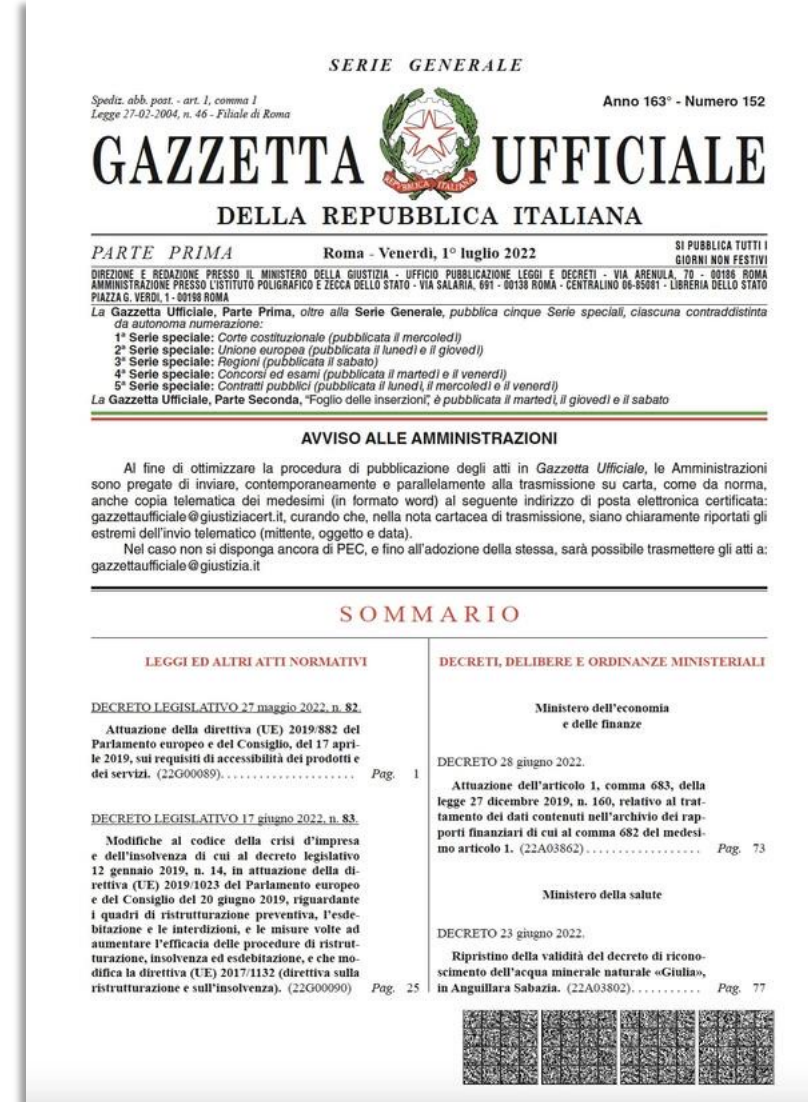 SERIE GENERALE
Spediz. abb. post. - art. 1, comma 1
Legge 27-02-2004, n. 46 - Filiale di Roma
Anno 163° - Numero 152
GAZZETTA UFFICIALE
REPVBBLICA ITALIANA
DELLA REPUBBLICA ITALIANA
PARTE PRIMA
Roma - Venerdì, 1° luglio 2022
SI PUBBLICA TUTTI I
GIORNI NON FESTIVI
DIREZIONE E REDAZIONE PRESSO IL MINISTERO DELLA GIUSTIZIA - UFFICIO PUBBLICAZIONE LEGGI E DECRETI - VIA ARENULA, 70 - 00186 ROMA
AMMINISTRAZIONE PRESSO L'ISTITUTO POLIGRAFICO E ZECCA DELLO STATO - VIA SALARIA, 691 - 00138 ROMA - CENTRALINO 06-85081 - LIBRERIA DELLO STATO
PIAZZA G. VERDI, 1 - 00198 ROMA
La Gazzetta Ufficiale, Parte Prima, oltre alla Serie Generale, pubblica cinque Serie speciali, ciascuna contraddistinta
da autonoma numerazione:
1ª Serie speciale: Corte costituzionale (pubblicata il mercoledì)
2ª Serie speciale: Unione europea (pubblicata il lunedì e il giovedì)
3ª Serie speciale: Regioni (pubblicata il sabato)
4ª Serie speciale: Concorsi ed esami (pubblicata il martedì e il venerdì)
5ª Serie speciale: Contratti pubblici (pubblicata il lunedì, il mercoledì e il venerdì)
La Gazzetta Ufficiale, Parte Seconda, "Foglio delle inserzioni", è pubblicata il martedì, il giovedì e il sabato
AVVISO ALLE AMMINISTRAZIONI
Al fine di ottimizzare la procedura di pubblicazione degli atti in Gazzetta Ufficiale, le Amministrazioni
sono pregate di inviare, contemporaneamente e parallelamente alla trasmissione su carta, come da norma,
anche copia telematica dei medesimi (in formato word) al seguente indirizzo di posta elettronica certificata:
gazzettaufficiale@giustiziacert.it, curando che, nella nota cartacea di trasmissione, siano chiaramente riportati gli
estremi dell'invio telematico (mittente, oggetto e data).
Nel caso non si disponga ancora di PEC, e fino all'adozione della stessa, sarà possibile trasmettere gli atti a:
gazzettaufficiale@giustizia.it
SOMMARIO
LEGGI ED ALTRI ATTI NORMATIVI
DECRETO LEGISLATIVO 27 maggio 2022, n. 82.
Attuazione della direttiva (UE) 2019/882 del
Parlamento europeo e del Consiglio, del 17 apri-
le 2019, sui requisiti di accessibilità dei prodotti e
dei servizi. (22G00089). . . . . . . . . . . . . . . . . . . . . Pag. 1
DECRETO LEGISLATIVO 17 giugno 2022, n. 83.
Modifiche al codice della crisi d'impresa
e dell'insolvenza di cui al decreto legislativo
12 gennaio 2019, n. 14, in attuazione della di-
rettiva (UE) 2019/1023 del Parlamento europeo
e del Consiglio del 20 giugno 2019, riguardante
i quadri di ristrutturazione preventiva, l'esde-
bitazione e le interdizioni, e le misure volte ad
aumentare l'efficacia delle procedure di ristrut-
turazione, insolvenza ed esdebitazione, e che mo-
difica la direttiva (UE) 2017/1132 (direttiva sulla
ristrutturazione e sull'insolvenza). (22G00090) Pag. 25
DECRETI, DELIBERE E ORDINANZE MINISTERIALI
Ministero dell'economia
e delle finanze
DECRETO 28 giugno 2022.
Attuazione dell'articolo 1, comma 683, della
legge 27 dicembre 2019, n. 160, relativo al trat-
tamento dei dati contenuti nell'archivio dei rap-
porti finanziari di cui al comma 682 del medesi-
mo articolo 1. (22A03862) . . . . . . . . . . . . . . . . . . Pag. 73
Ministero della salute
DECRETO 23 giugno 2022.
Ripristino della validità del decreto di ricono-
scimento dell'acqua minerale naturale «Giulia»,
in Anguillara Sabazia. (22A03802). . . . . . . . . . . Pag. 77